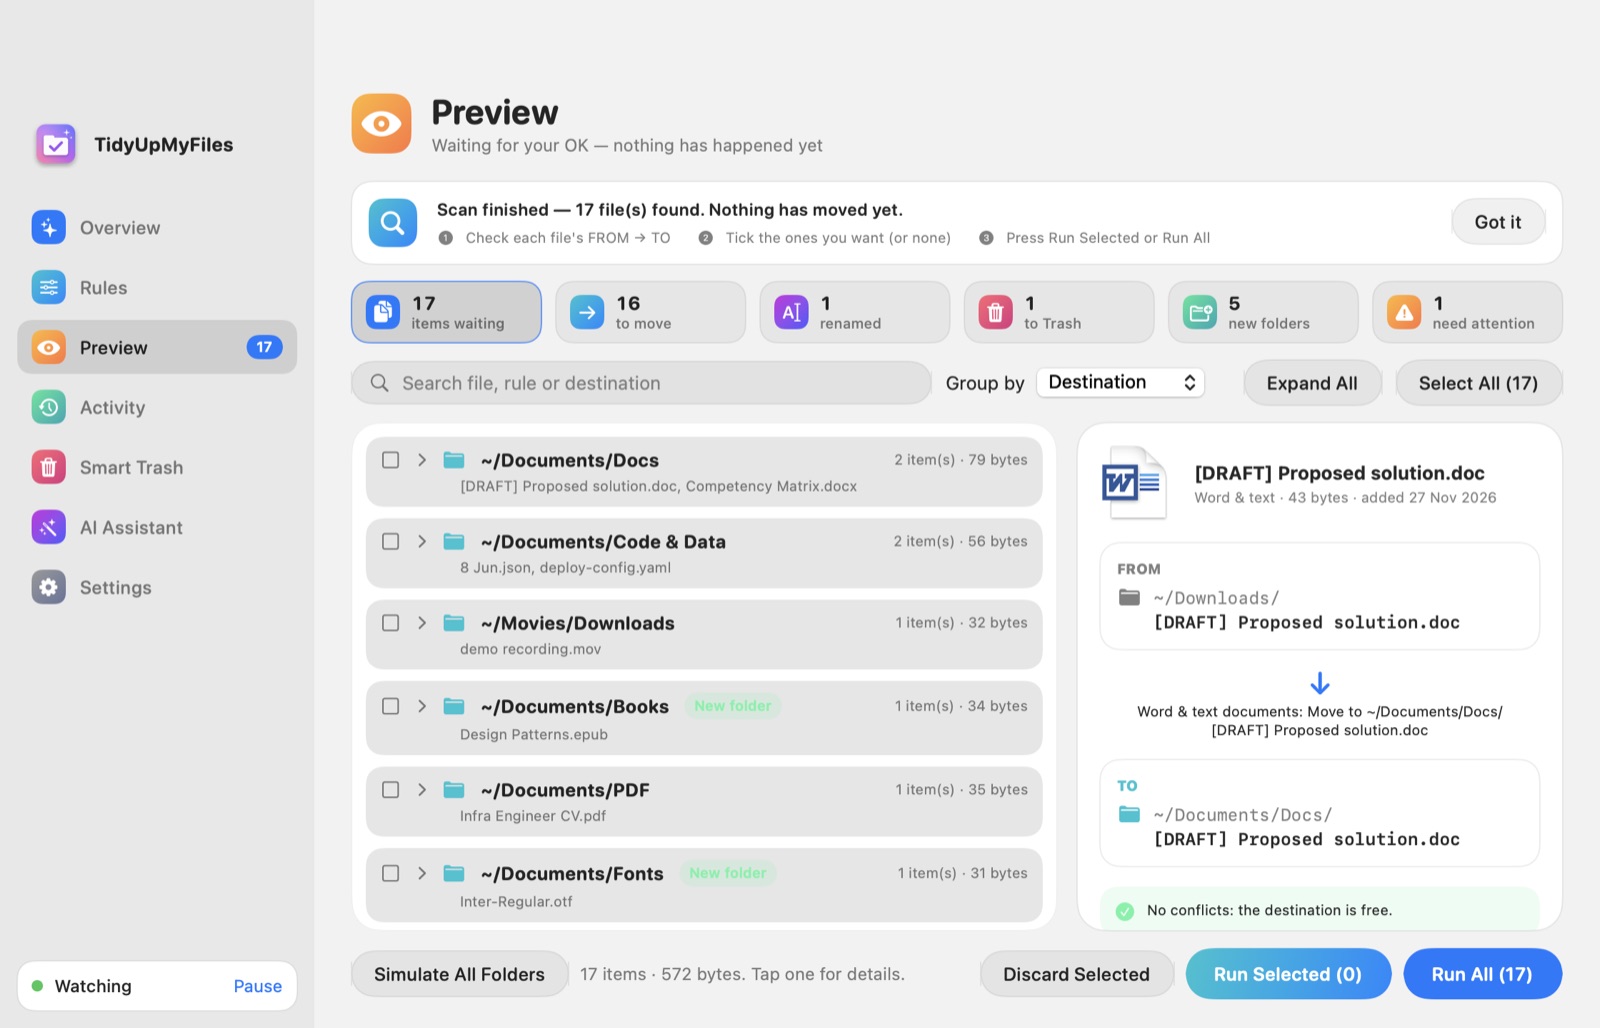 TidyUpMyFiles
Overview
Rules
Preview
17
Activity
Smart Trash
AI Assistant
Settings
Watching
Pause
Preview
Waiting for your OK — nothing has happened yet
Scan finished — 17 file(s) found. Nothing has moved yet.
1 Check each file's FROM → TO 2 Tick the ones you want (or none) 3 Press Run Selected or Run All
Got it
17
items waiting
16
to move
1
renamed
1
to Trash
5
new folders
1
need attention
Search file, rule or destination
Group by
Destination
Expand All
Select All (17)
~/Documents/Docs
2 item(s) · 79 bytes
[DRAFT] Proposed solution.doc, Competency Matrix.docx
~/Documents/Code & Data
2 item(s) · 56 bytes
8 Jun.json, deploy-config.yaml
~/Movies/Downloads
1 item(s) · 32 bytes
demo recording.mov
~/Documents/Books
New folder
1 item(s) · 34 bytes
Design Patterns.epub
~/Documents/PDF
1 item(s) · 35 bytes
Infra Engineer CV.pdf
~/Documents/Fonts
New folder
1 item(s) · 31 bytes
Inter-Regular.otf
W
[DRAFT] Proposed solution.doc
Word & text · 43 bytes · added 27 Nov 2026
FROM
~/Downloads/
[DRAFT] Proposed solution.doc
Word & text documents: Move to ~/Documents/Docs/
[DRAFT] Proposed solution.doc
TO
~/Documents/Docs/
[DRAFT] Proposed solution.doc
No conflicts: the destination is free.
Simulate All Folders
17 items · 572 bytes. Tap one for details.
Discard Selected
Run Selected (0)
Run All (17)